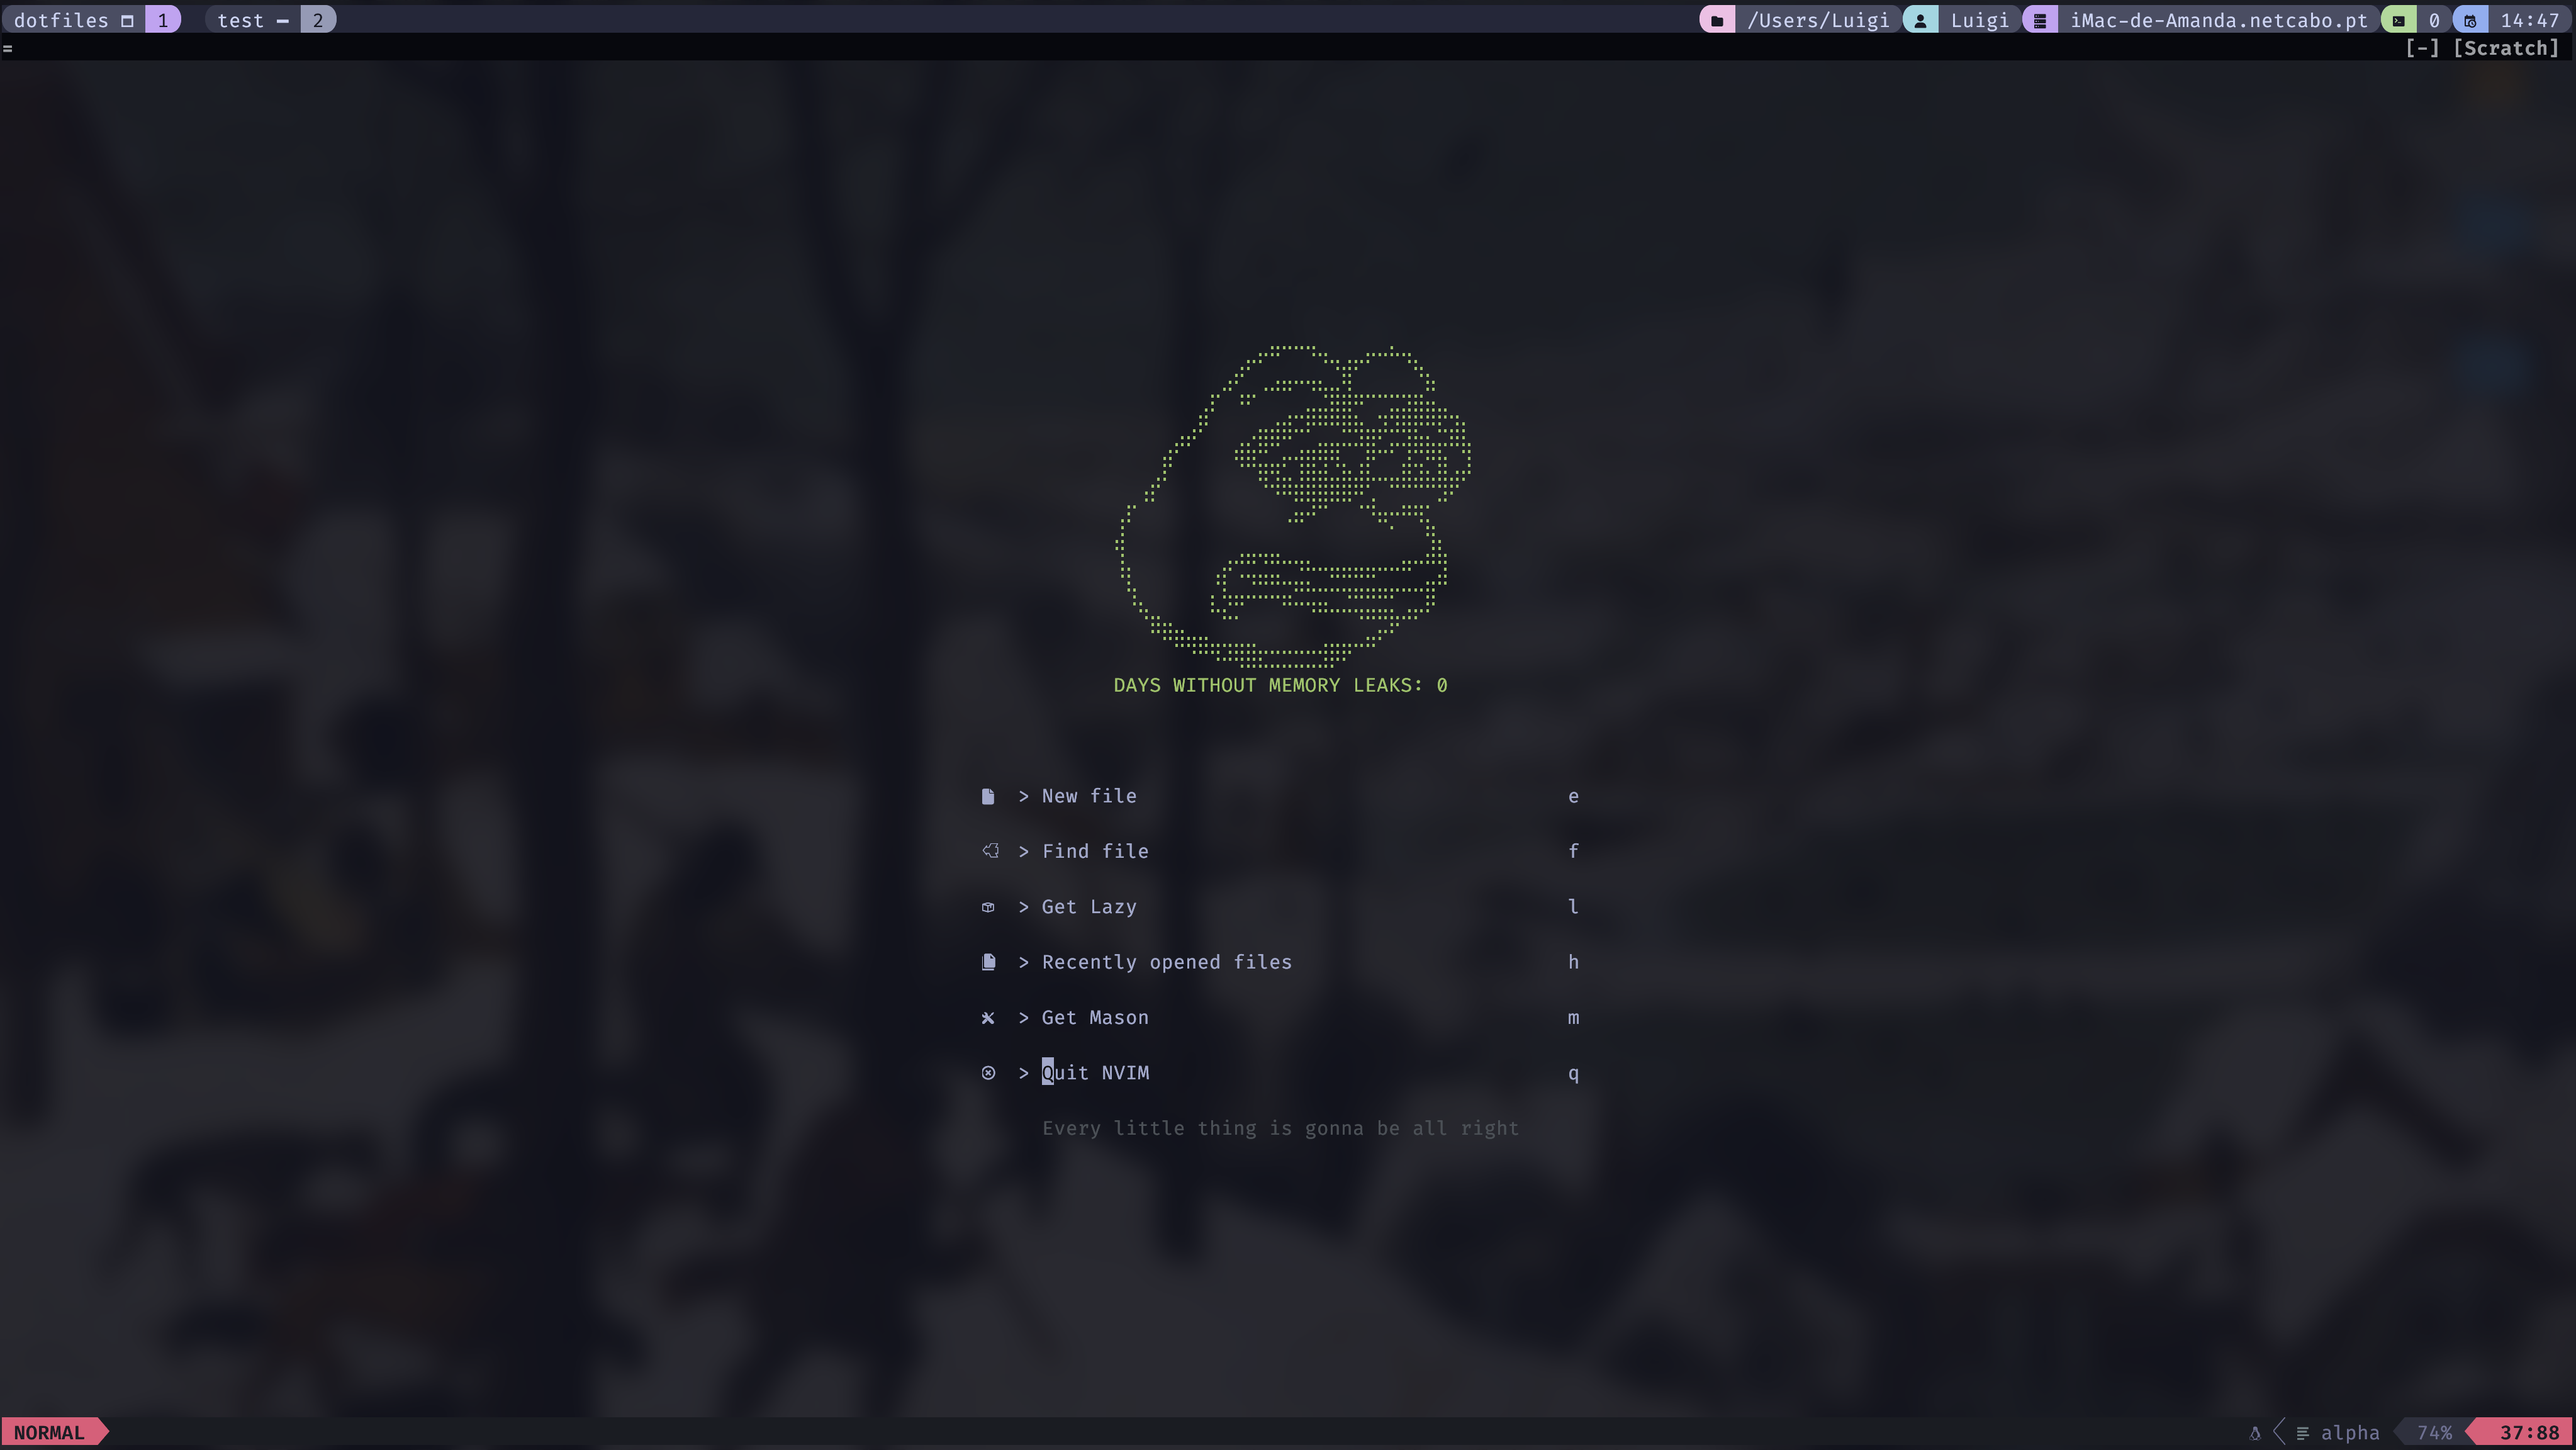 dotfiles 1 test — 2 /Users/Luigi Luigi iMac-de-Amanda.netcabo.pt 0 14:47
= [-] [Scratch]
DAYS WITHOUT MEMORY LEAKS: 0
> New file e
> Find file f
> Get Lazy l
> Recently opened files h
> Get Mason m
> Quit NVIM q
Every little thing is gonna be all right
NORMAL alpha 74% 37:88